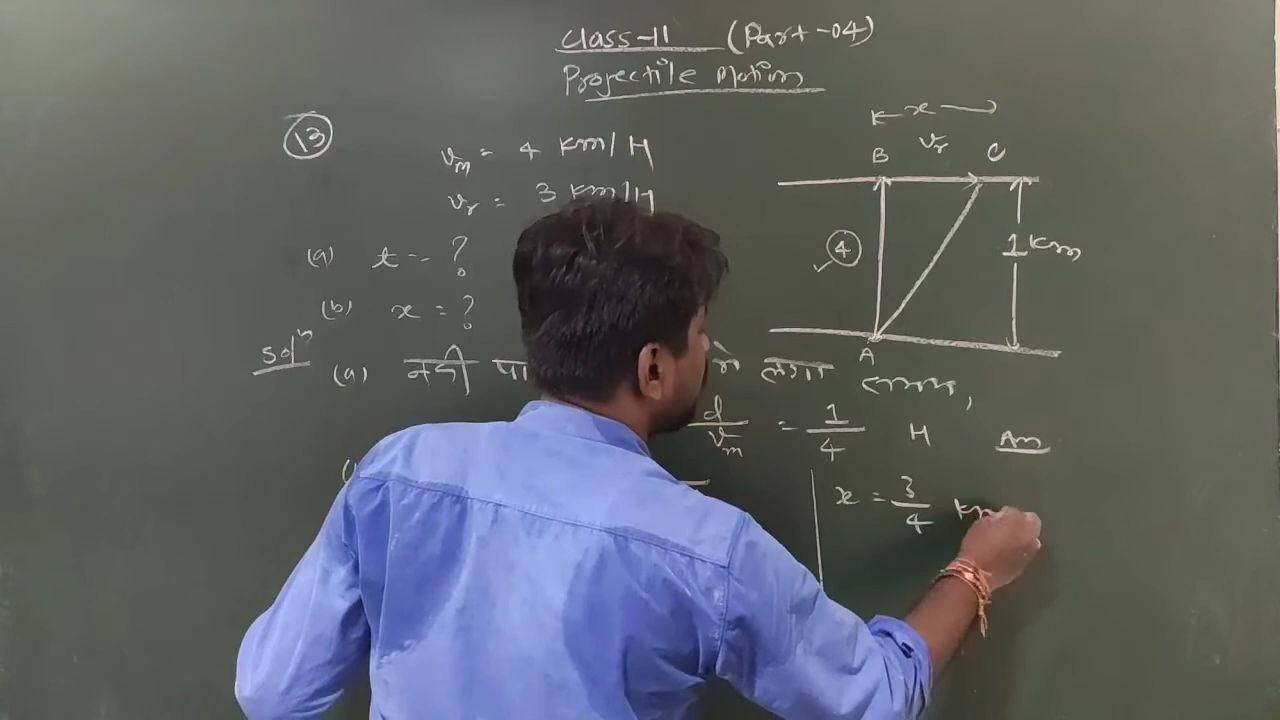 Class-11 (Part-04)
Projectile Motion
13
vm = 4 Km/H
vr = 3 Km/H
(a) t = ?
(b) x = ?
Solⁿ
(a) नदी पा में लगा समय,
d/vm = 1/4 H Ans
x = 3/4 Km
K x →
B vr C
4
1 Km
A